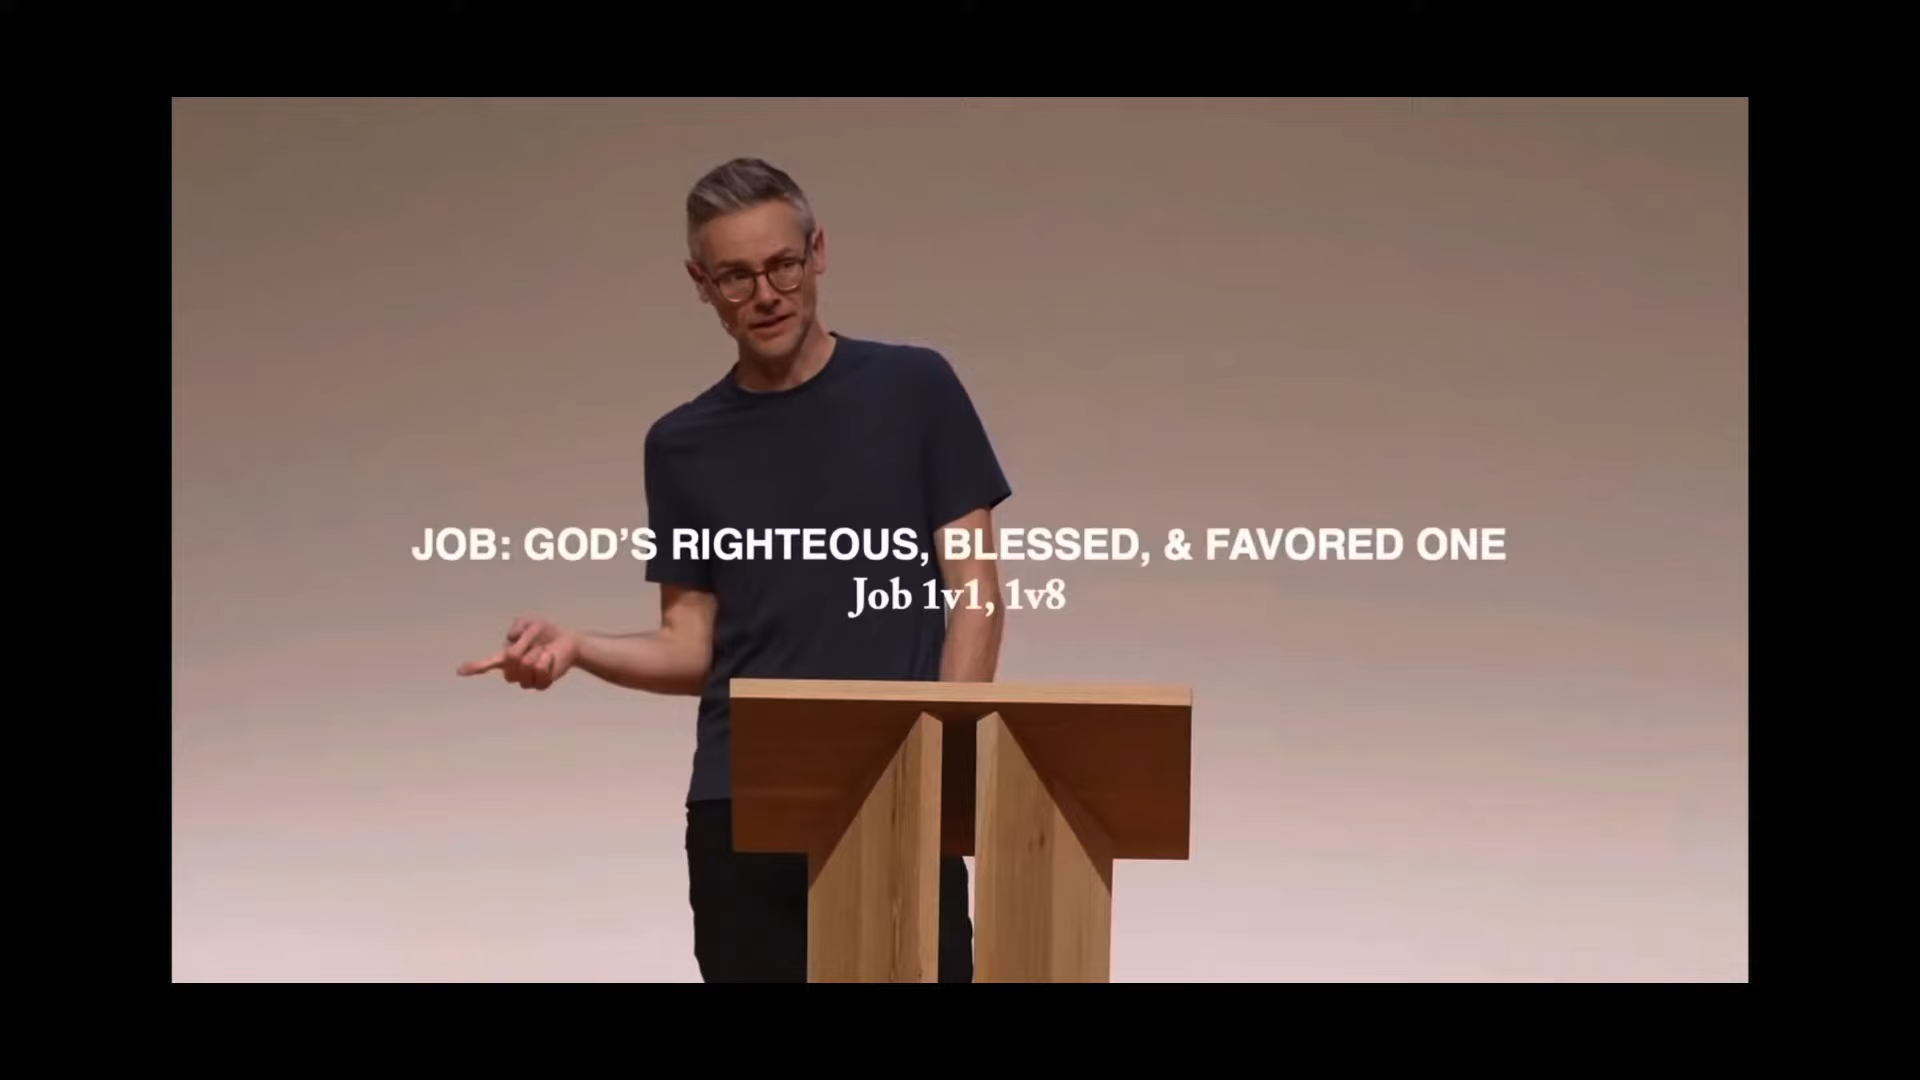 JOB: GOD’S RIGHTEOUS, BLESSED, & FAVORED ONE
Job 1v1, 1v8